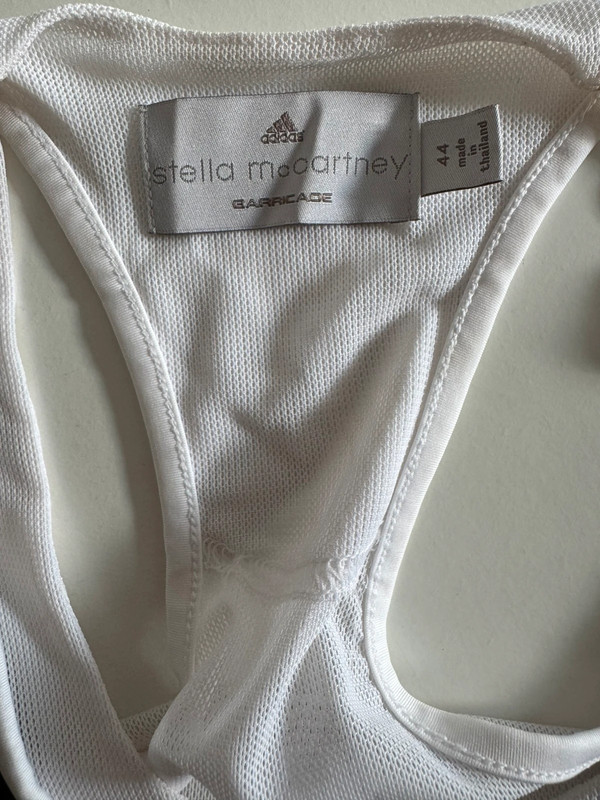 adidas
stella mccartney
BARRICADE
44
made
in
thailand